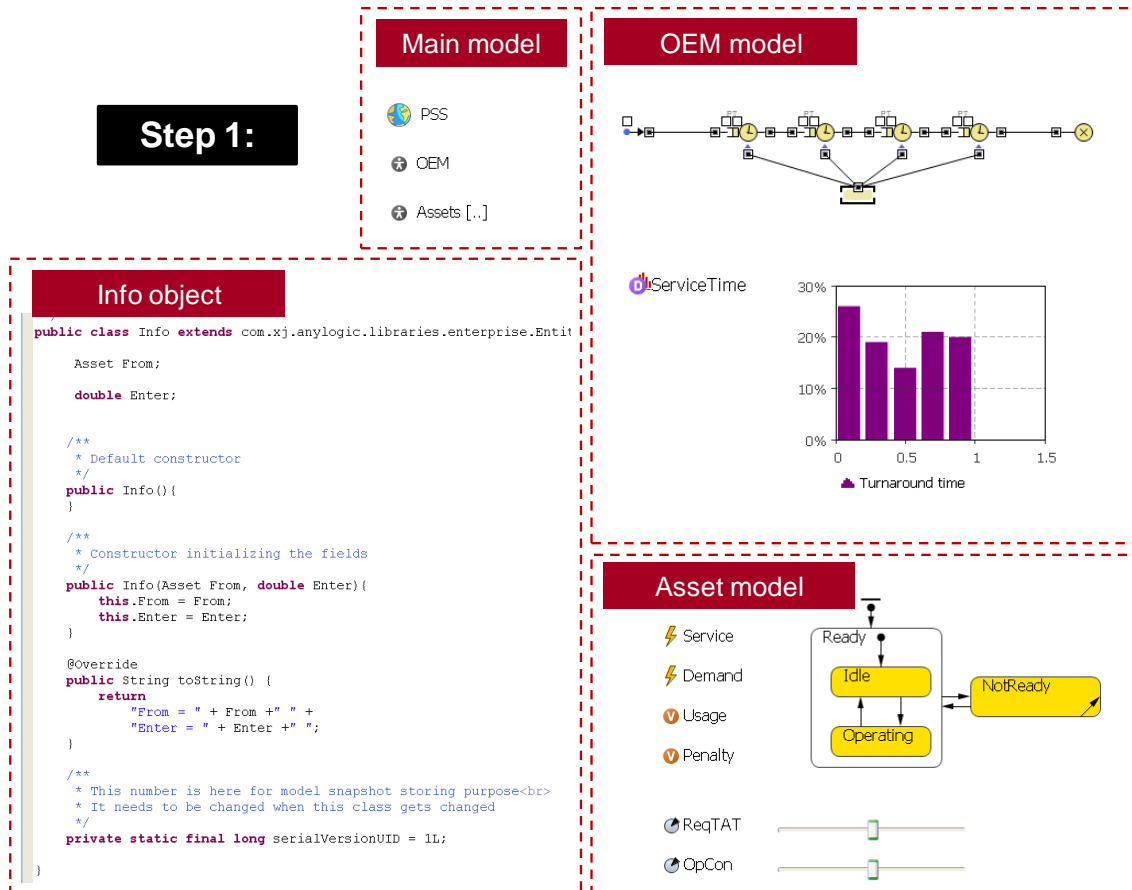 Step 1:
Main model
PSS
OEM
Assets [..]
OEM model
PT
PT
PT
PT
ServiceTime
30%
20%
10%
0%
0
0.5
1
1.5
Turnaround time
Info object
public class Info extends com.xj.anylogic.libraries.enterprise.Entit
Asset From;
double Enter;
/**
* Default constructor
*/
public Info(){
}
/**
* Constructor initializing the fields
*/
public Info(Asset From, double Enter){
this.From = From;
this.Enter = Enter;
}
@Override
public String toString() {
return
"From = " + From +" " +
"Enter = " + Enter +" ";
}
/**
* This number is here for model snapshot storing purpose<br>
* It needs to be changed when this class gets changed
*/
private static final long serialVersionUID = 1L;
}
Asset model
Service
Demand
V Usage
V Penalty
ReqTAT
OpCon
Ready
Idle
Operating
NotReady